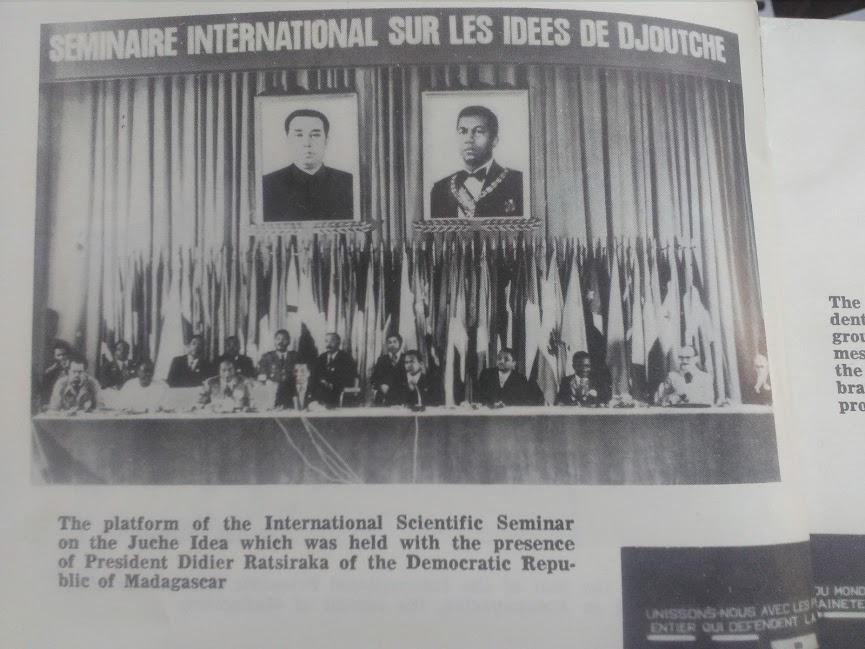 SEMINAIRE INTERNATIONAL SUR LES IDEES DE DJOUTCHE
The platform of the International Scientific Seminar
on the Juche Idea which was held with the presence
of President Didier Ratsiraka of the Democratic Repu-
blic of Madagascar
The
dent
grou
mes
the
bra
pro
UNISSONS-NOUS AVEC LES
ENTIER QUI DEFENDENT LA
DU MOND
RAINETE